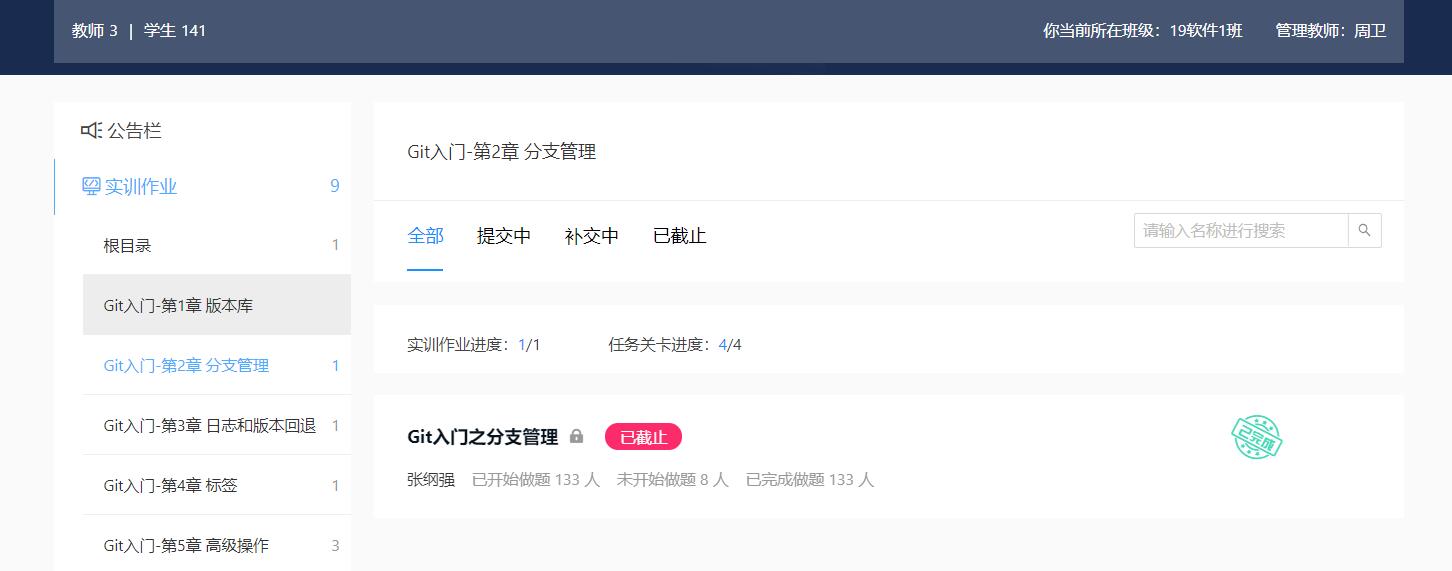 教师 3 | 学生 141
你当前所在班级：19软件1班 管理教师：周卫
公告栏
实训作业 9
根目录 1
Git入门-第1章 版本库
Git入门-第2章 分支管理 1
Git入门-第3章 日志和版本回退 1
Git入门-第4章 标签 1
Git入门-第5章 高级操作 3
Git入门-第2章 分支管理
全部 提交中 补交中 已截止
请输入名称进行搜索
实训作业进度：1/1 任务关卡进度：4/4
Git入门之分支管理 已截止
已完成
张纲强 已开始做题 133 人 未开始做题 8 人 已完成做题 133 人